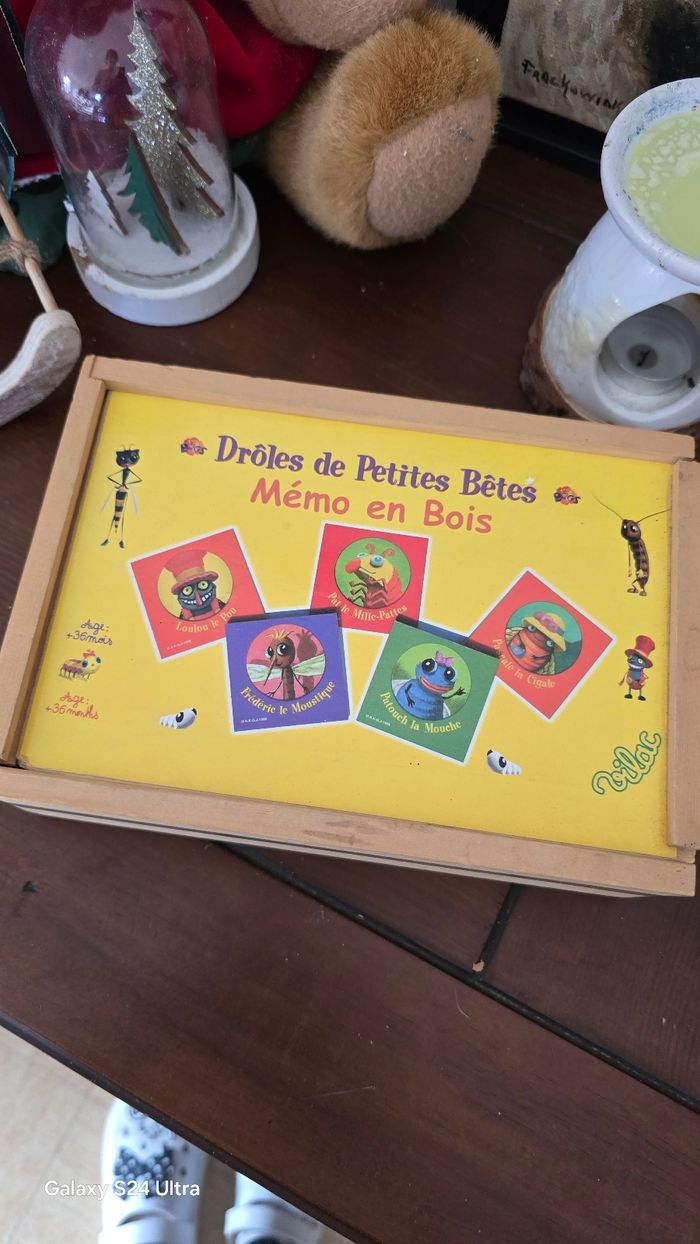 Frackowiak
Drôles de Petites Bêtes
Mémo en Bois
Loulou le Pou
Pat le Mille-Pattes
Frédéric le Moustique
Patouch la Mouche
la Cigale
Age:
+36 mois
Age:
+36 months
Vilac
Galaxy S24 Ultra